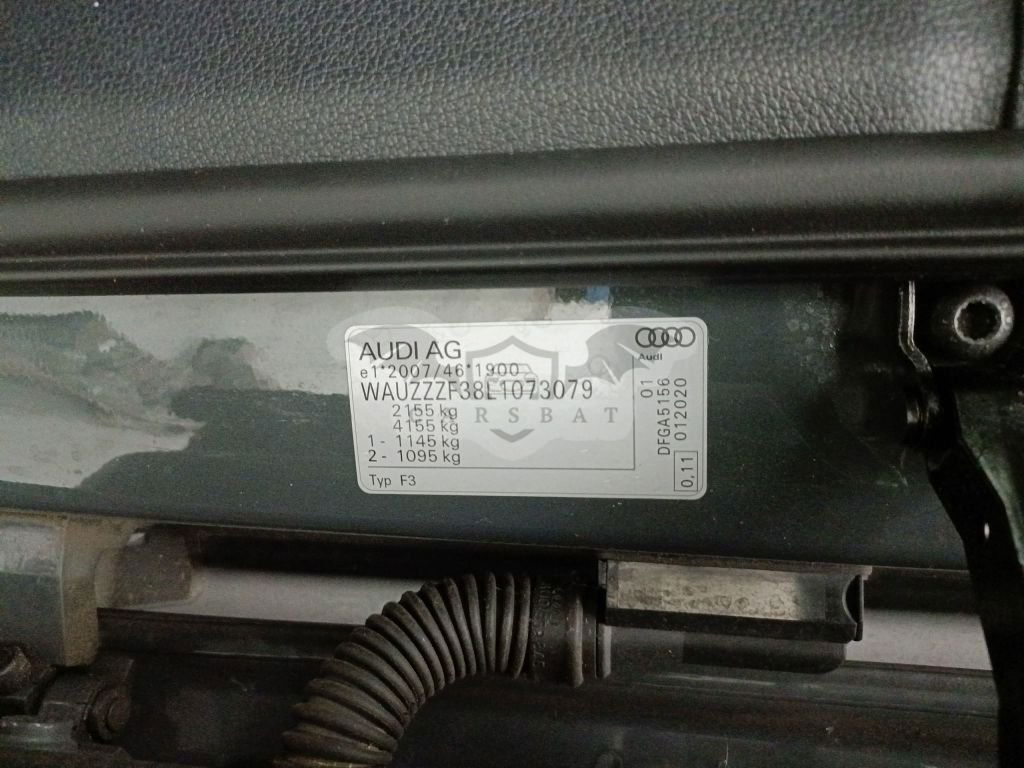 AUDI AG
Audi
e1*2007/46*1900
WAUZZZF38L1073079
2155 kg
4155 kg
1 - 1145 kg
2 - 1095 kg
Typ F3
01
DFGA5156
012020
0,11
CARSBAT